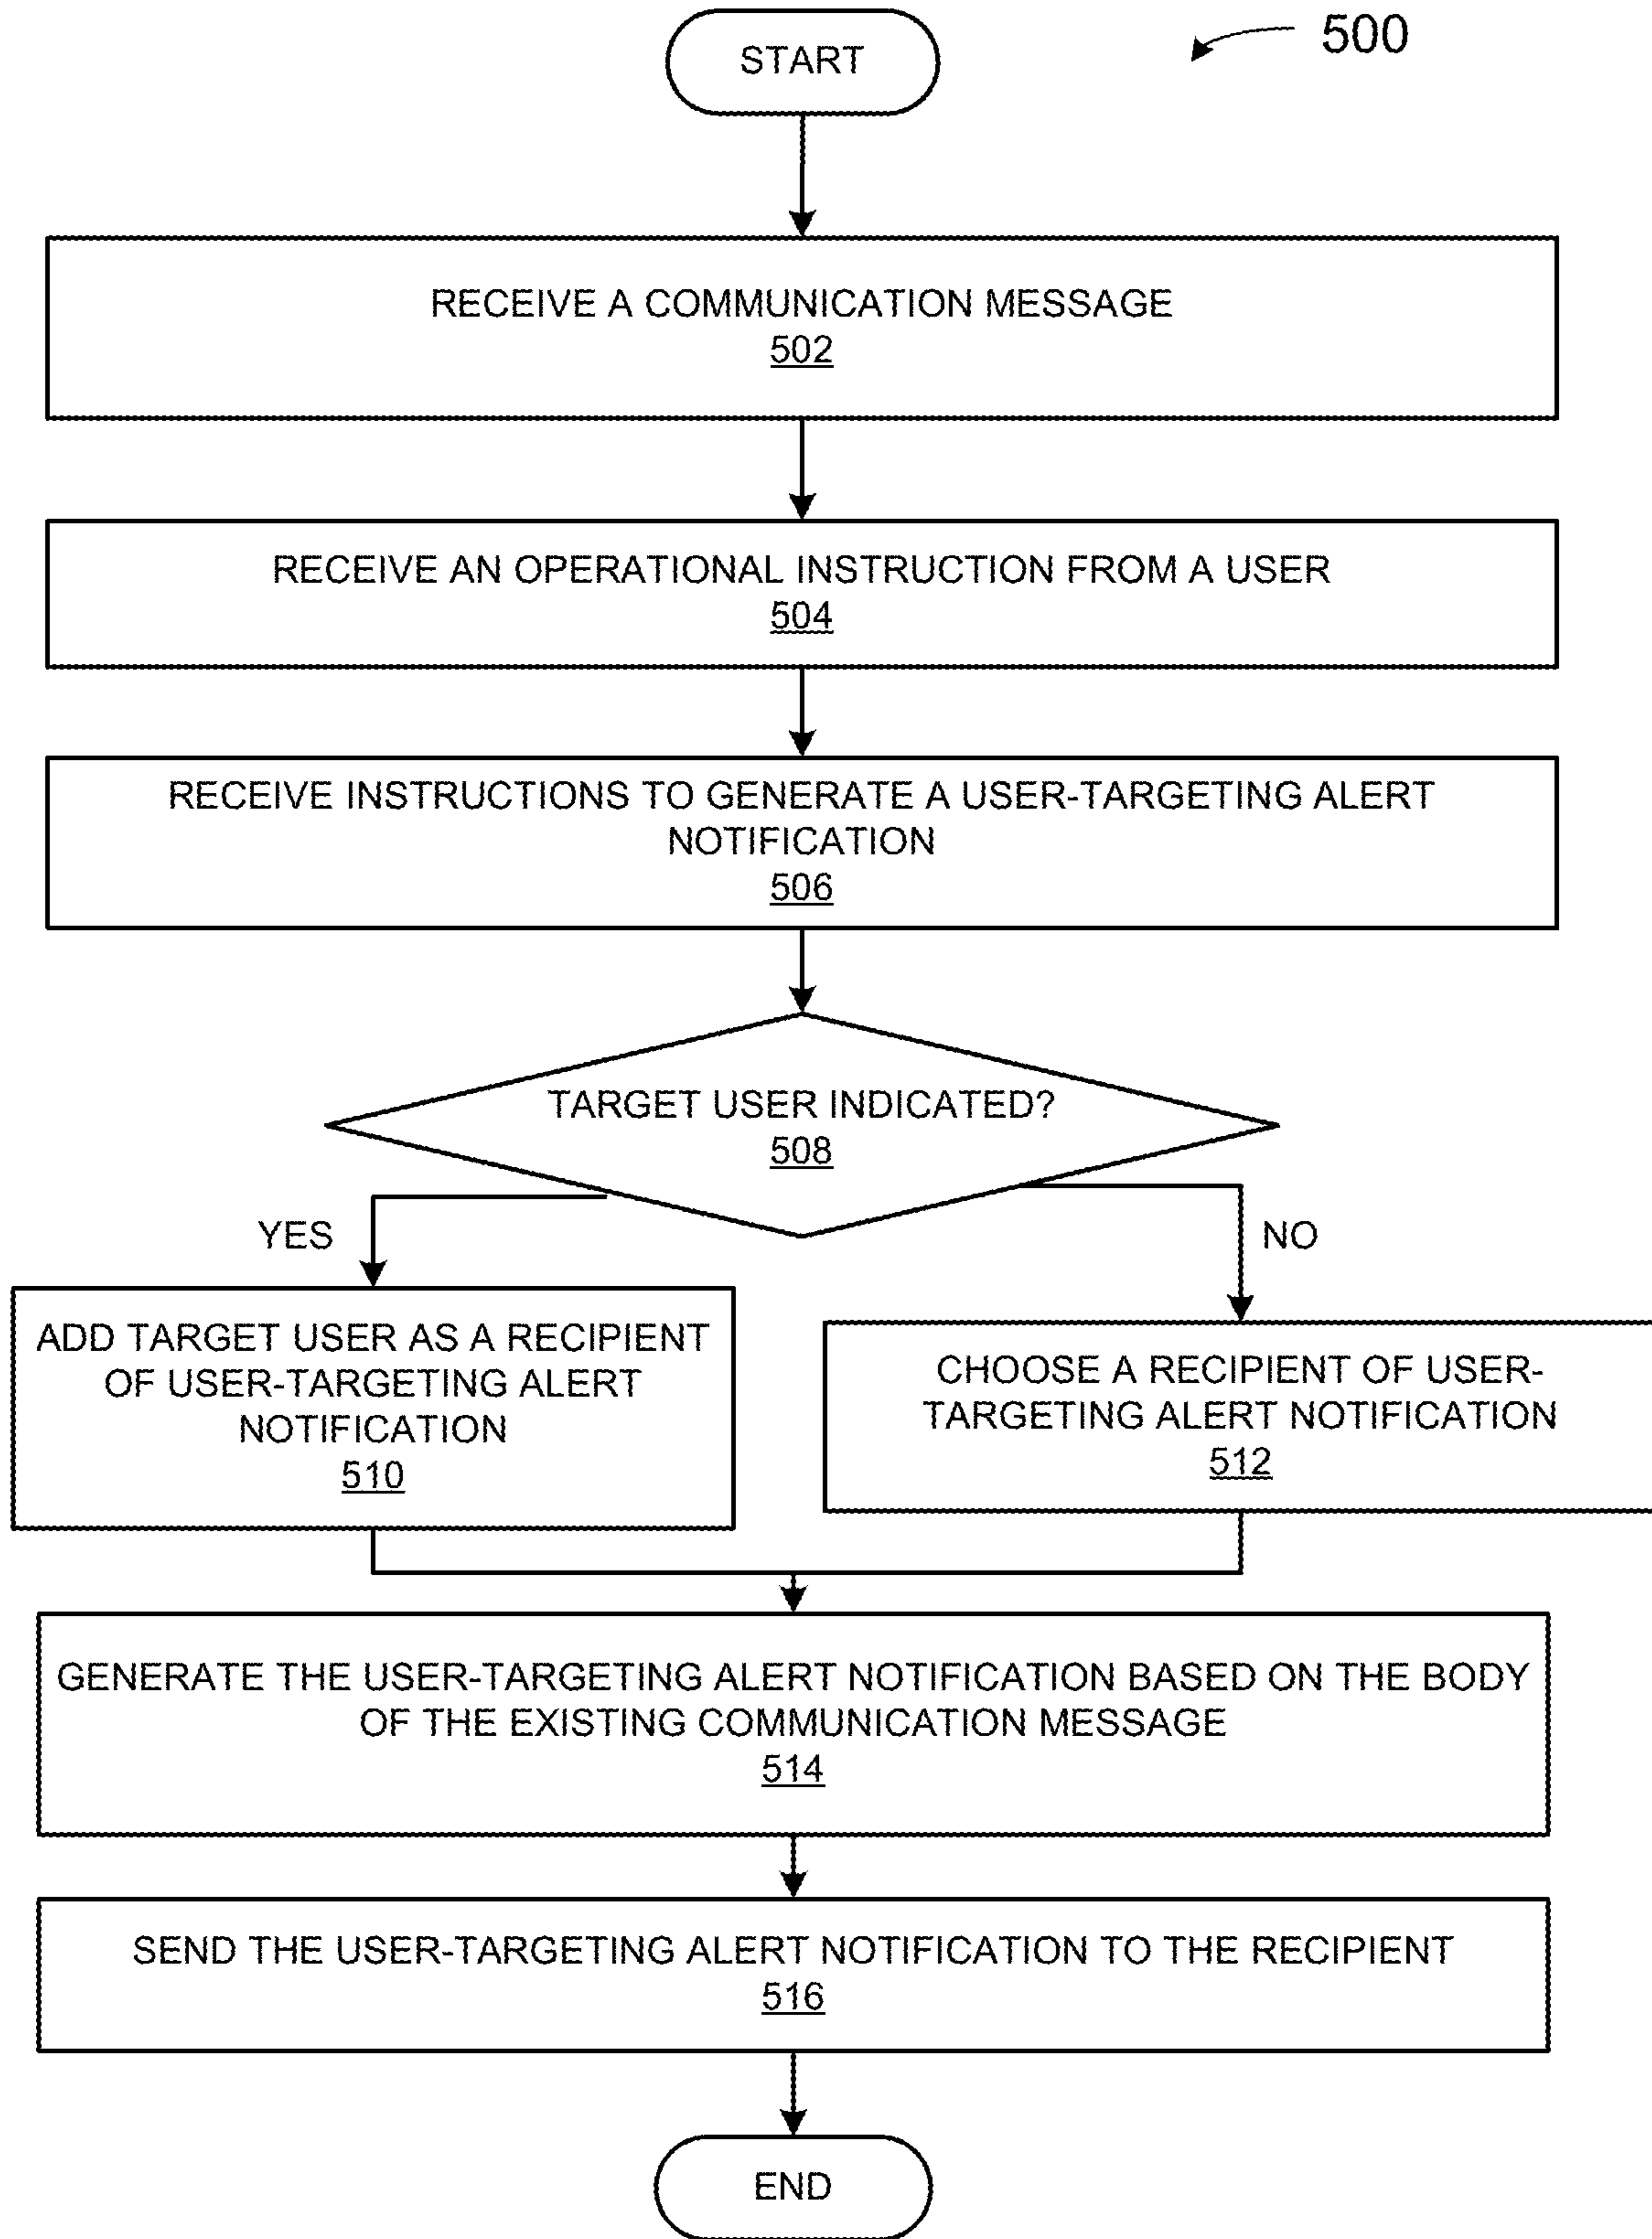 START
500
RECEIVE A COMMUNICATION MESSAGE
502
RECEIVE AN OPERATIONAL INSTRUCTION FROM A USER
504
RECEIVE INSTRUCTIONS TO GENERATE A USER-TARGETING ALERT
NOTIFICATION
506
TARGET USER INDICATED?
508
YES
NO
ADD TARGET USER AS A RECIPIENT
OF USER-TARGETING ALERT
NOTIFICATION
510
CHOOSE A RECIPIENT OF USER-
TARGETING ALERT NOTIFICATION
512
GENERATE THE USER-TARGETING ALERT NOTIFICATION BASED ON THE BODY
OF THE EXISTING COMMUNICATION MESSAGE
514
SEND THE USER-TARGETING ALERT NOTIFICATION TO THE RECIPIENT
516
END